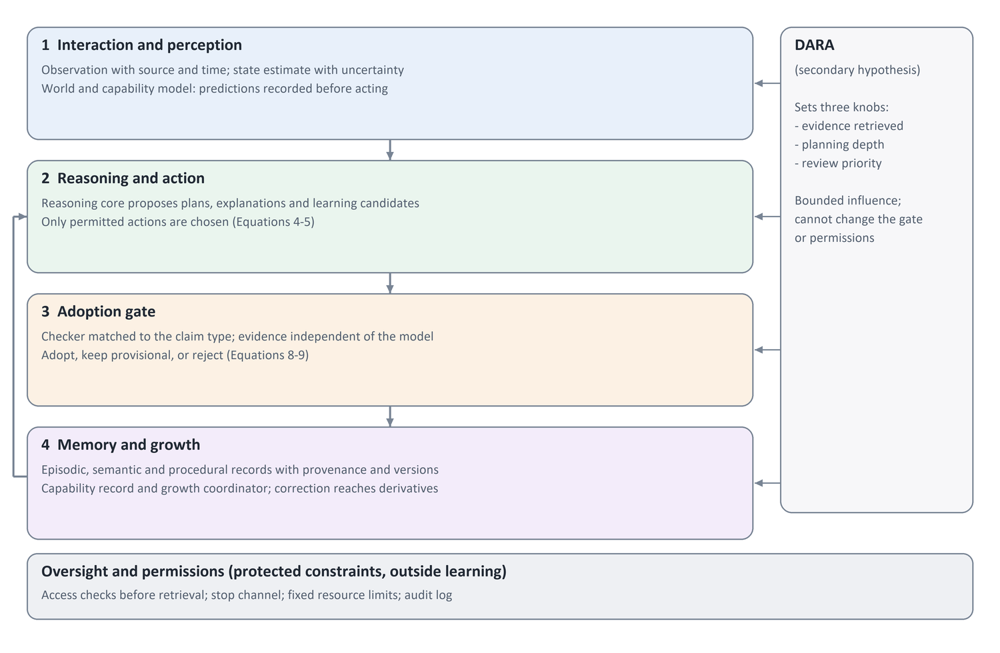 1 Interaction and perception
Observation with source and time; state estimate with uncertainty
World and capability model: predictions recorded before acting
2 Reasoning and action
Reasoning core proposes plans, explanations and learning candidates
Only permitted actions are chosen (Equations 4-5)
3 Adoption gate
Checker matched to the claim type; evidence independent of the model
Adopt, keep provisional, or reject (Equations 8-9)
4 Memory and growth
Episodic, semantic and procedural records with provenance and versions
Capability record and growth coordinator; correction reaches derivatives
DARA
(secondary hypothesis)
Sets three knobs:
- evidence retrieved
- planning depth
- review priority
Bounded influence;
cannot change the gate
or permissions
Oversight and permissions (protected constraints, outside learning)
Access checks before retrieval; stop channel; fixed resource limits; audit log